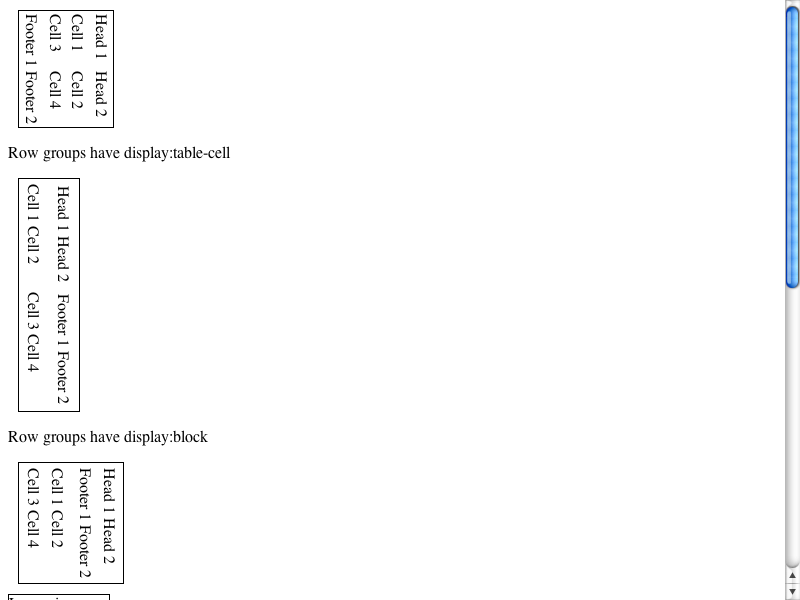 Head 1 Head 2
Cell 1 Cell 2
Cell 3 Cell 4
Footer 1 Footer 2
Row groups have display:table-cell
Head 1 Head 2 Footer 1 Footer 2
Cell 1 Cell 2 Cell 3 Cell 4
Row groups have display:block
Head 1 Head 2
Footer 1 Footer 2
Cell 1 Cell 2
Cell 3 Cell 4